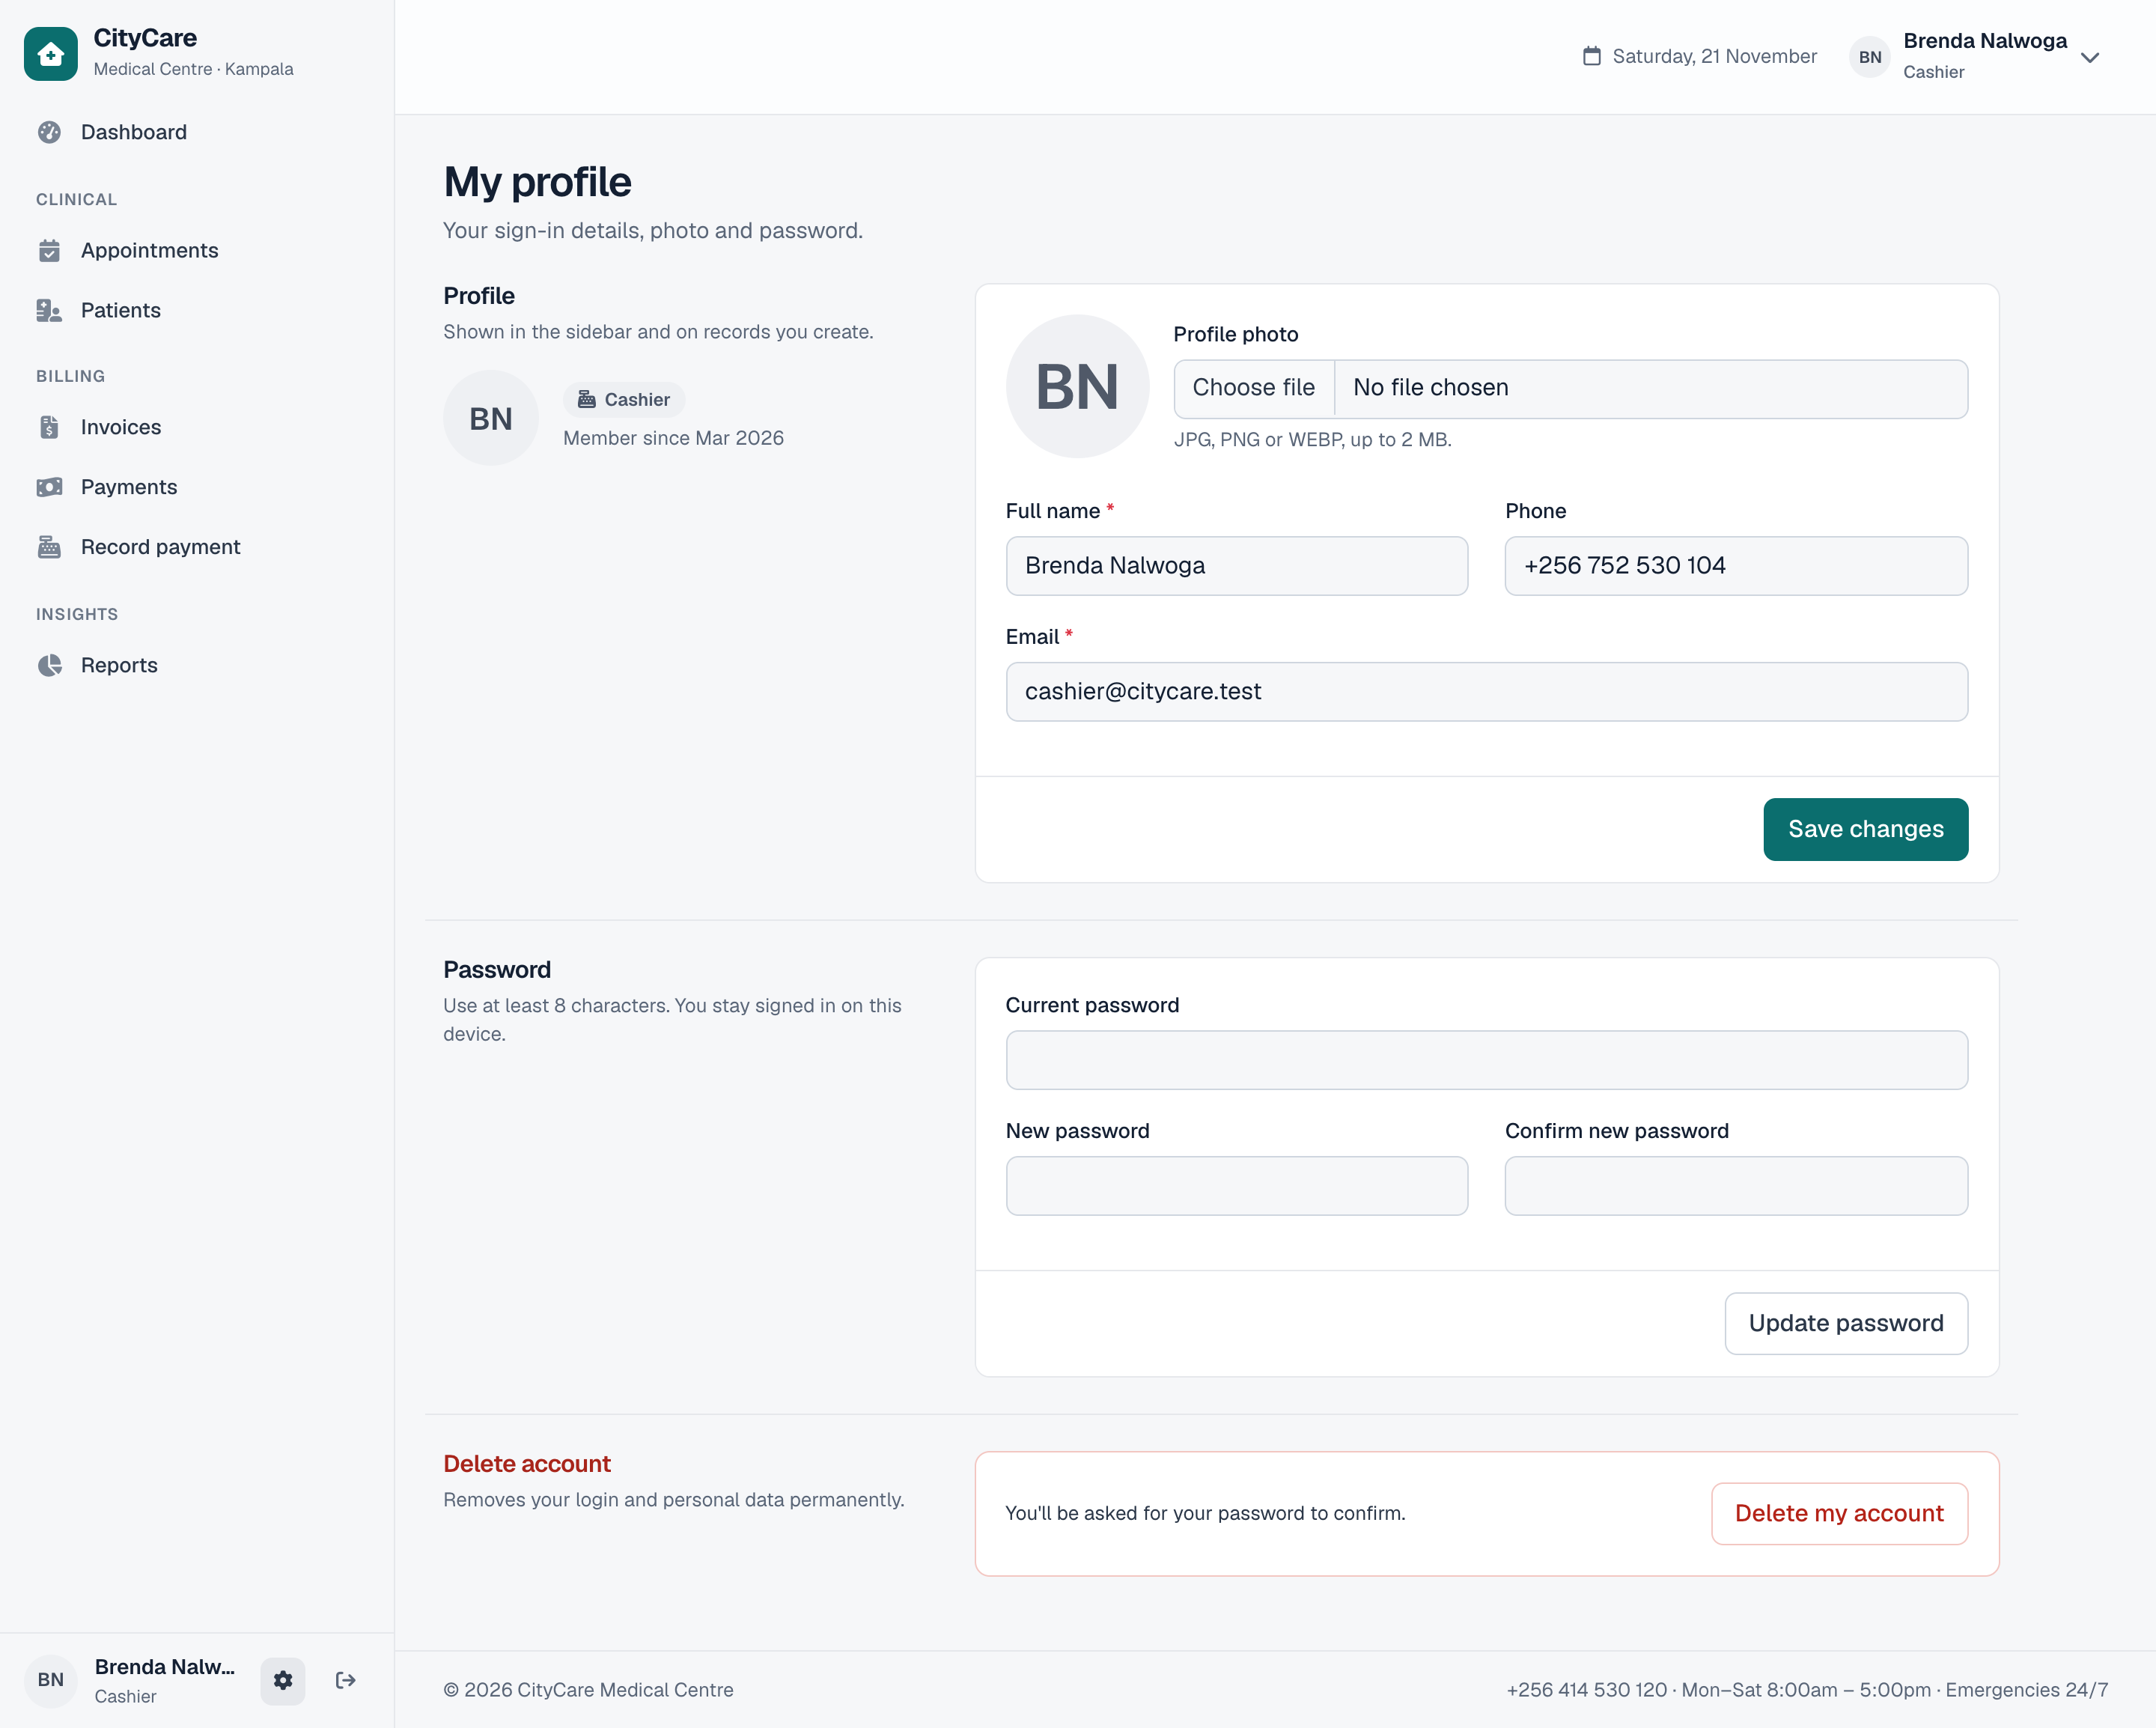 CityCare
Medical Centre · Kampala
Dashboard
CLINICAL
Appointments
Patients
BILLING
Invoices
Payments
Record payment
INSIGHTS
Reports
BN
Brenda Nalw...
Cashier
Saturday, 21 November
BN
Brenda Nalwoga
Cashier
My profile
Your sign-in details, photo and password.
Profile
Shown in the sidebar and on records you create.
BN
Cashier
Member since Mar 2026
BN
Profile photo
Choose file
No file chosen
JPG, PNG or WEBP, up to 2 MB.
Full name *
Brenda Nalwoga
Phone
+256 752 530 104
Email *
cashier@citycare.test
Save changes
Password
Use at least 8 characters. You stay signed in on this
device.
Current password
New password
Confirm new password
Update password
Delete account
Removes your login and personal data permanently.
You'll be asked for your password to confirm.
Delete my account
© 2026 CityCare Medical Centre
+256 414 530 120 · Mon–Sat 8:00am – 5:00pm · Emergencies 24/7